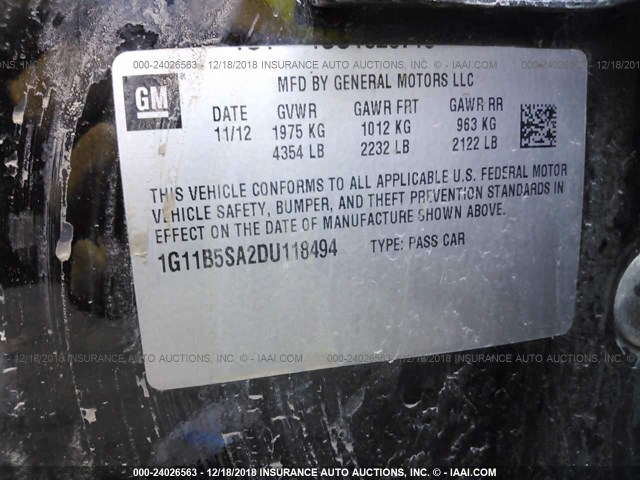 000-24026563 - 12/18/2018 INSURANCE AUTO AUCTIONS, INC. - © IAAI.COM
MFD BY GENERAL MOTORS LLC
GM
DATE GVWR GAWR FRT GAWR RR
11/12 1975 KG 1012 KG 963 KG
4354 LB 2232 LB 2122 LB
THIS VEHICLE CONFORMS TO ALL APPLICABLE U.S. FEDERAL MOTOR
VEHICLE SAFETY, BUMPER, AND THEFT PREVENTION STANDARDS IN
EFFECT ON THE DATE OF MANUFACTURE SHOWN ABOVE.
1G11B5SA2DU118494 TYPE: PASS CAR
000-24026563 - 12/18/2018 INSURANCE AUTO AUCTIONS, INC. - © IAAI.COM
000-24026563 - 12/18/2018 INSURANCE AUTO AUCTIONS, INC. - © IAAI.COM